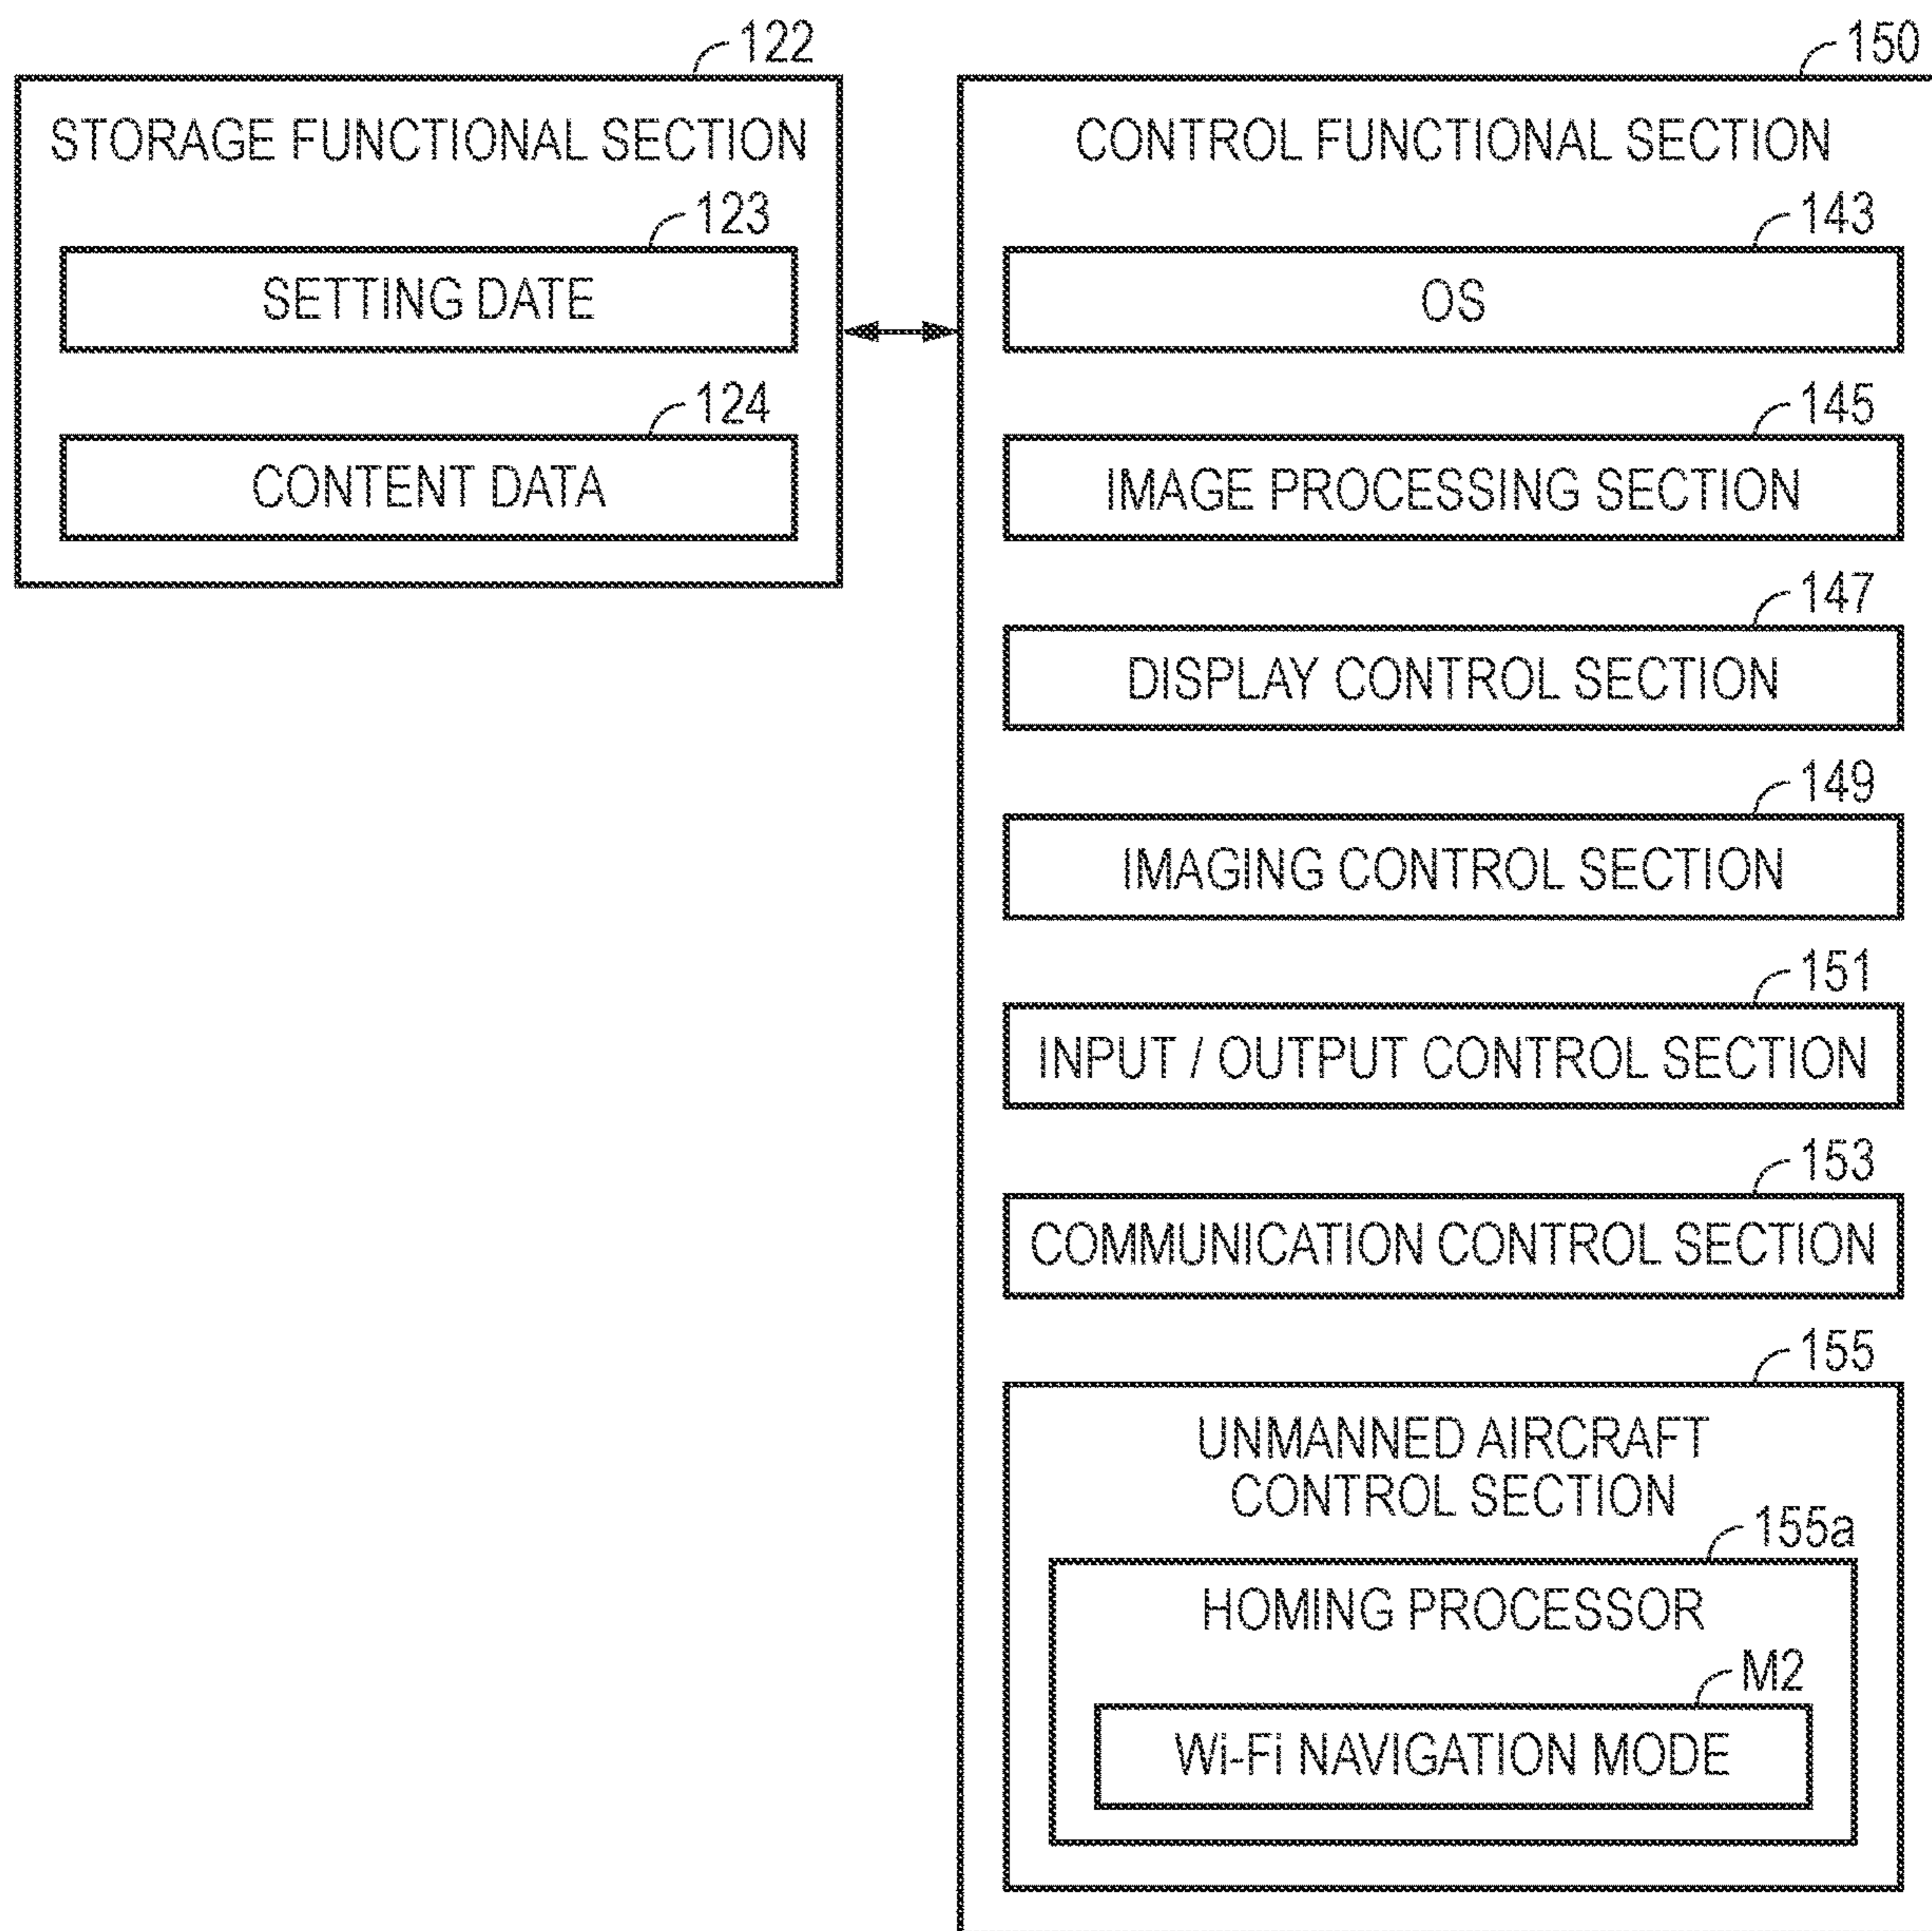 122
STORAGE FUNCTIONAL SECTION
123
SETTING DATE
124
CONTENT DATA
150
CONTROL FUNCTIONAL SECTION
143
OS
145
IMAGE PROCESSING SECTION
147
DISPLAY CONTROL SECTION
149
IMAGING CONTROL SECTION
151
INPUT / OUTPUT CONTROL SECTION
153
COMMUNICATION CONTROL SECTION
155
UNMANNED AIRCRAFT
CONTROL SECTION
155a
HOMING PROCESSOR
M2
Wi-Fi NAVIGATION MODE